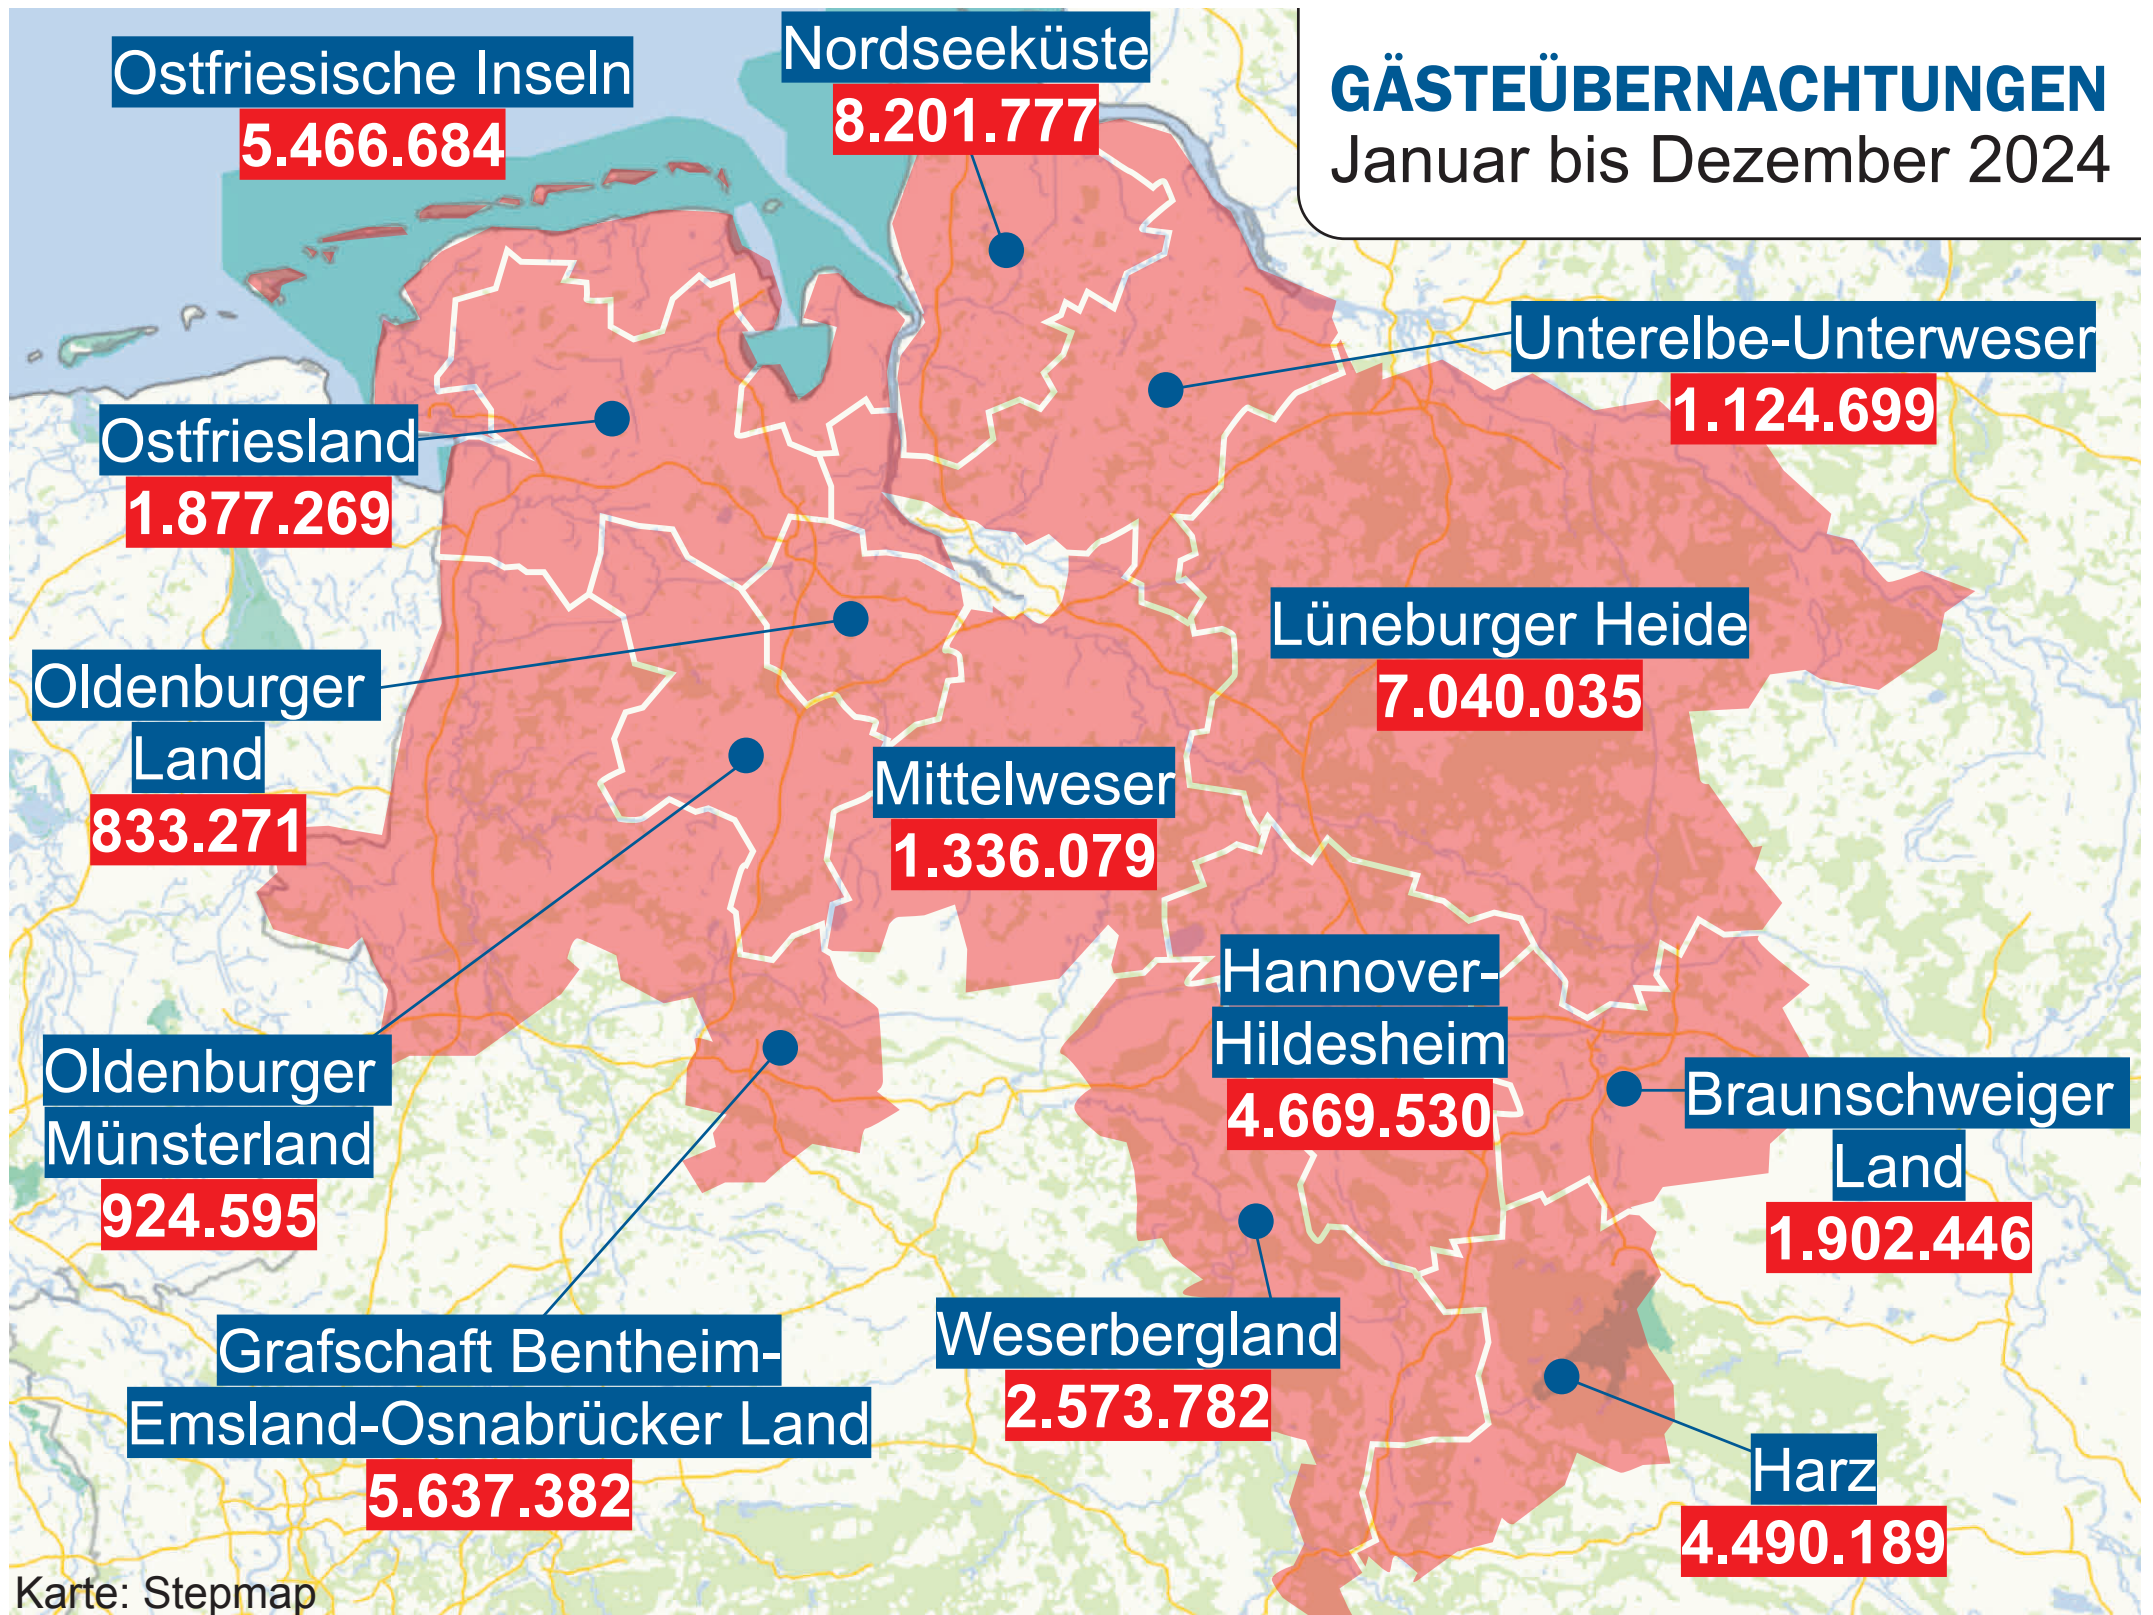 GÄSTEÜBERNACHTUNGEN
Januar bis Dezember 2024
Ostfriesische Inseln
5.466.684
Nordseeküste
8.201.777
Unterelbe-Unterweser
1.124.699
Ostfriesland
1.877.269
Lüneburger Heide
7.040.035
Oldenburger
Land
833.271
Mittelweser
1.336.079
Hannover-
Hildesheim
4.669.530
Oldenburger
Münsterland
924.595
Braunschweiger
Land
1.902.446
Grafschaft Bentheim-
Emsland-Osnabrücker Land
5.637.382
Weserbergland
2.573.782
Harz
4.490.189
Karte: Stepmap